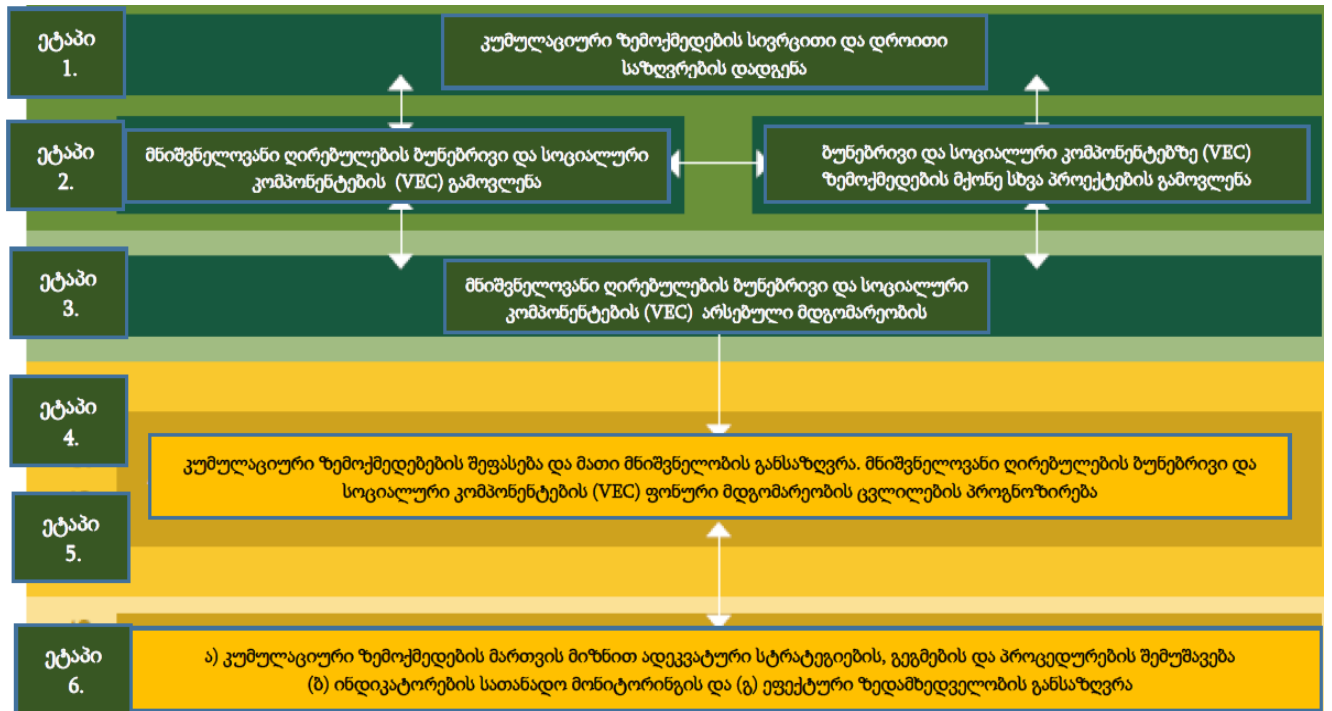 ეტაპი
1.
კუმულაციური ზემოქმედების სივრცითი და დროითი
საზღვრების დადგენა
ეტაპი
2.
მნიშვნელოვანი ღირებულების ბუნებრივი და სოციალური
კომპონენტების (VEC) გამოვლენა
ბუნებრივი და სოციალური კომპონენტებზე (VEC)
ზემოქმედების მქონე სხვა პროექტების გამოვლენა
ეტაპი
3.
მნიშვნელოვანი ღირებულების ბუნებრივი და სოციალური
კომპონენტების (VEC) არსებული მდგომარეობის
ეტაპი
4.
კუმულაციური ზემოქმედებების შეფასება და მათი მნიშვნელობის განსაზღვრა. მნიშვნელოვანი ღირებულების ბუნებრივი და
სოციალური კომპონენტების (VEC) ფონური მდგომარეობის ცვლილების პროგნოზირება
ეტაპი
5.
ეტაპი
6.
ა) კუმულაციური ზემოქმედების მართვის მიზნით ადეკვატური სტრატეგიების, გეგმების და პროცედურების შემუშავება
(ბ) ინდიკატორების სათანადო მონიტორინგის და (გ) ეფექტური ზედამხედველობის განსაზღვრა